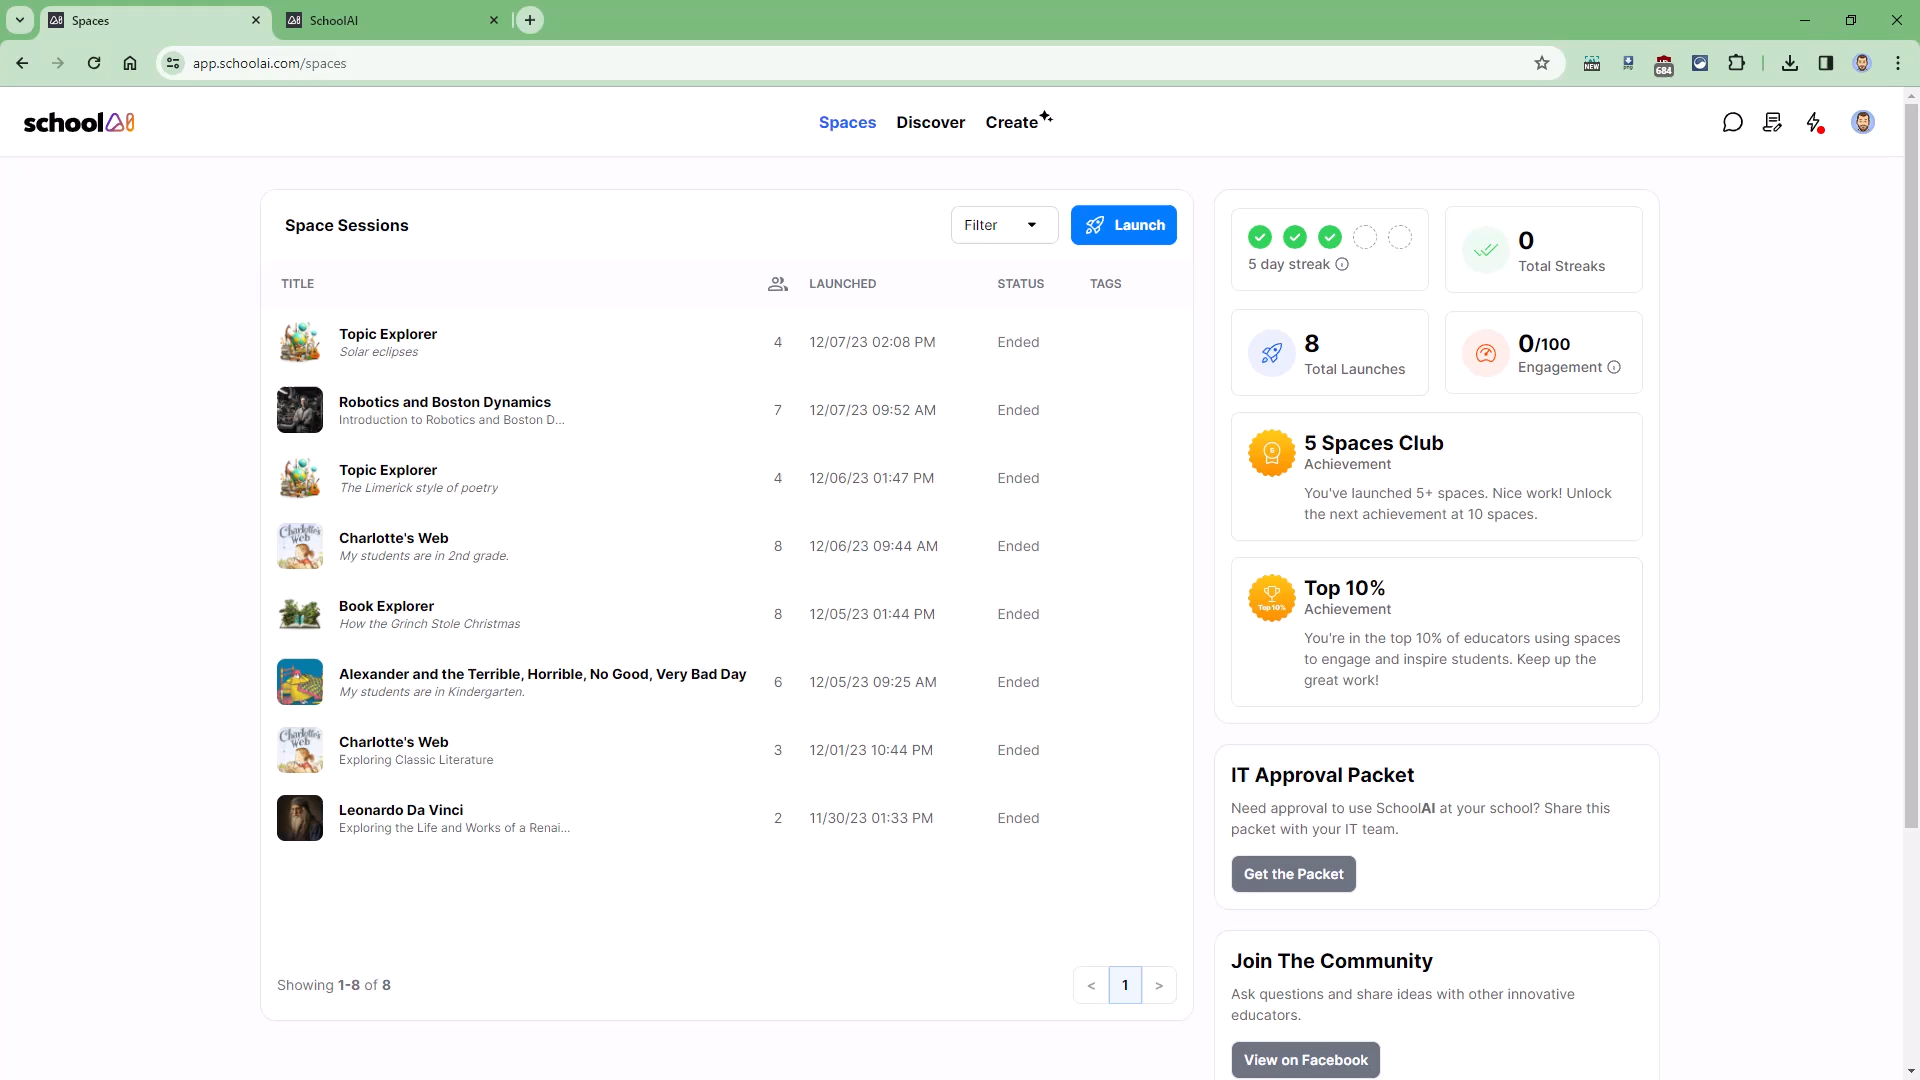 Spaces
SchoolAI
app.schoolai.com/spaces
NEW
684
schoolAI
Spaces
Discover
Create
Space Sessions
Filter
Launch
TITLE
LAUNCHED
STATUS
TAGS
Topic Explorer
Solar eclipses
4
12/07/23 02:08 PM
Ended
Robotics and Boston Dynamics
Introduction to Robotics and Boston D...
7
12/07/23 09:52 AM
Ended
Topic Explorer
The Limerick style of poetry
4
12/06/23 01:47 PM
Ended
Charlotte's Web
My students are in 2nd grade.
8
12/06/23 09:44 AM
Ended
Book Explorer
How the Grinch Stole Christmas
8
12/05/23 01:44 PM
Ended
Alexander and the Terrible, Horrible, No Good, Very Bad Day
My students are in Kindergarten.
6
12/05/23 09:25 AM
Ended
Charlotte's Web
Exploring Classic Literature
3
12/01/23 10:44 PM
Ended
Leonardo Da Vinci
Exploring the Life and Works of a Renai...
2
11/30/23 01:33 PM
Ended
Showing 1-8 of 8
<
1
>
5 day streak
0
Total Streaks
8
Total Launches
0/100
Engagement
5 Spaces Club
Achievement
You've launched 5+ spaces. Nice work! Unlock
the next achievement at 10 spaces.
Top 10%
Top 10%
Achievement
You're in the top 10% of educators using spaces
to engage and inspire students. Keep up the
great work!
IT Approval Packet
Need approval to use SchoolAI at your school? Share this
packet with your IT team.
Get the Packet
Join The Community
Ask questions and share ideas with other innovative
educators.
View on Facebook